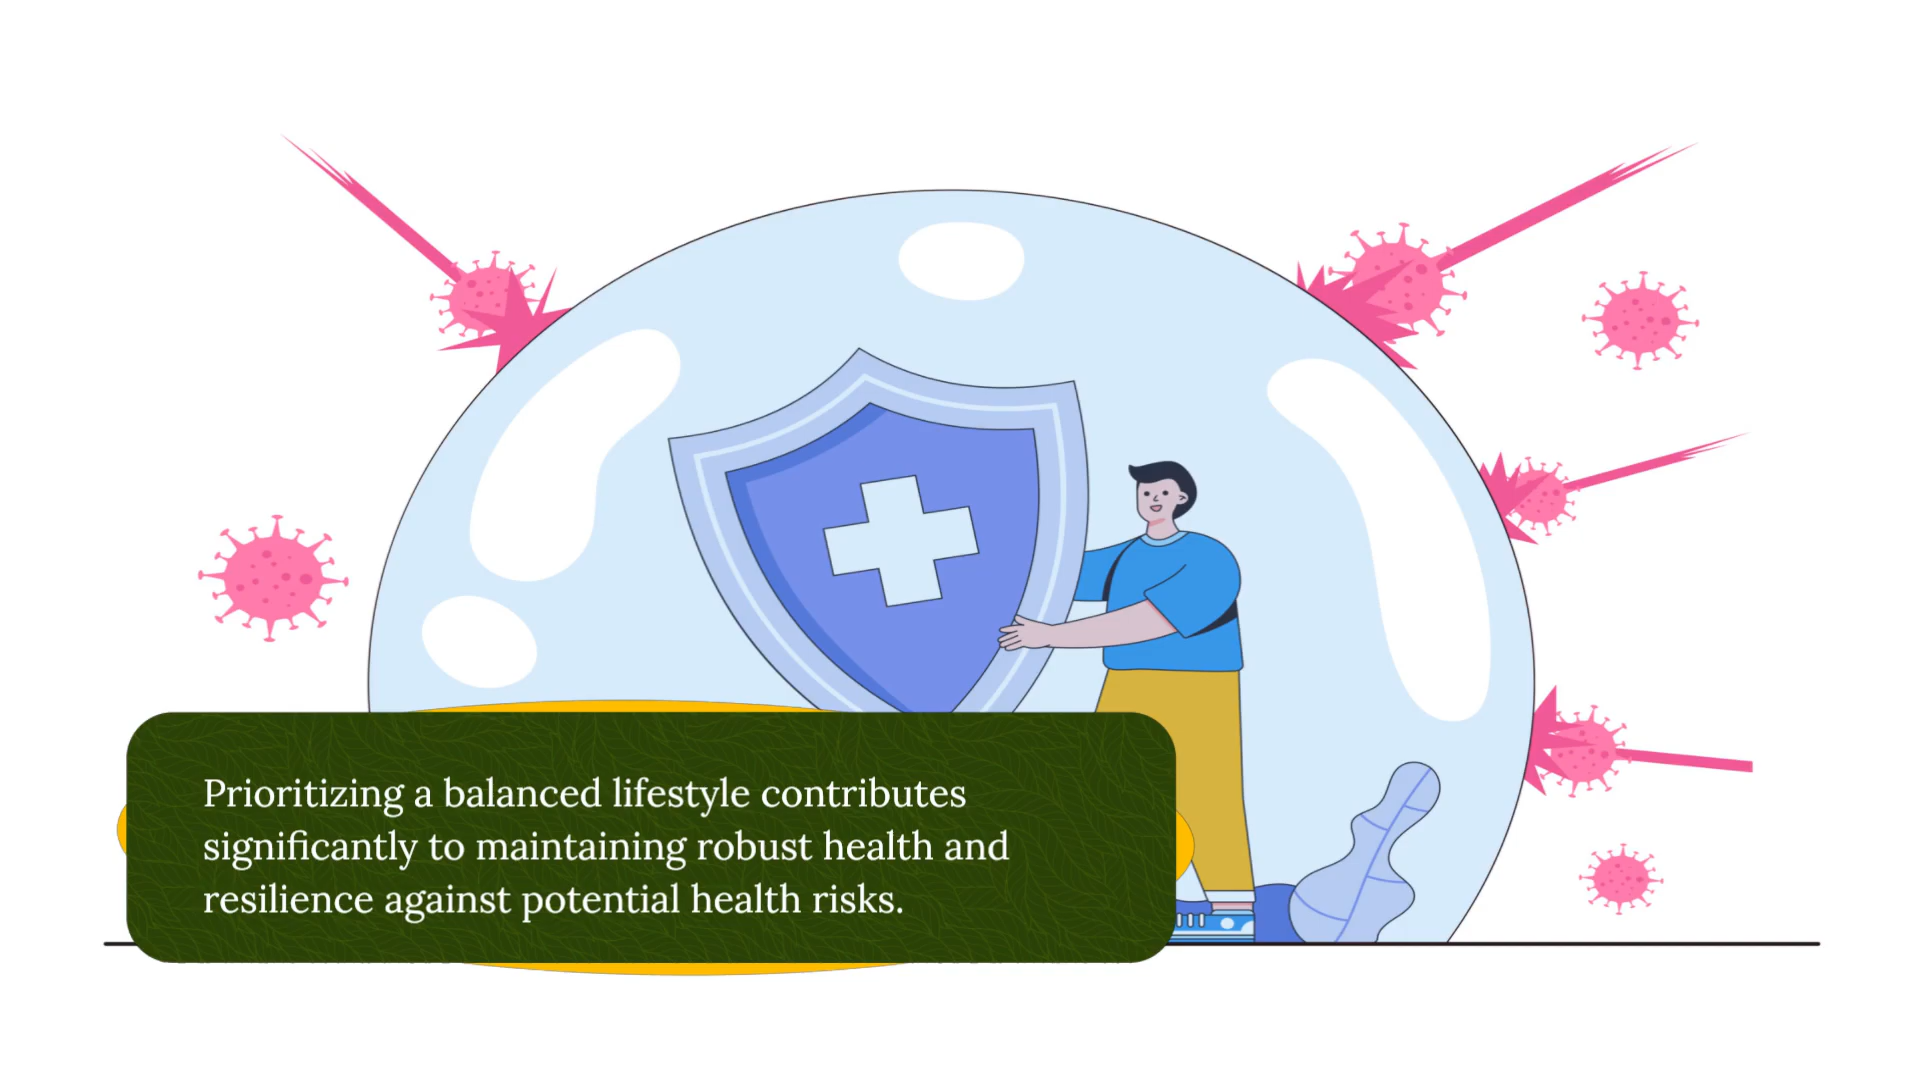 Prioritizing a balanced lifestyle contributes
significantly to maintaining robust health and
resilience against potential health risks.